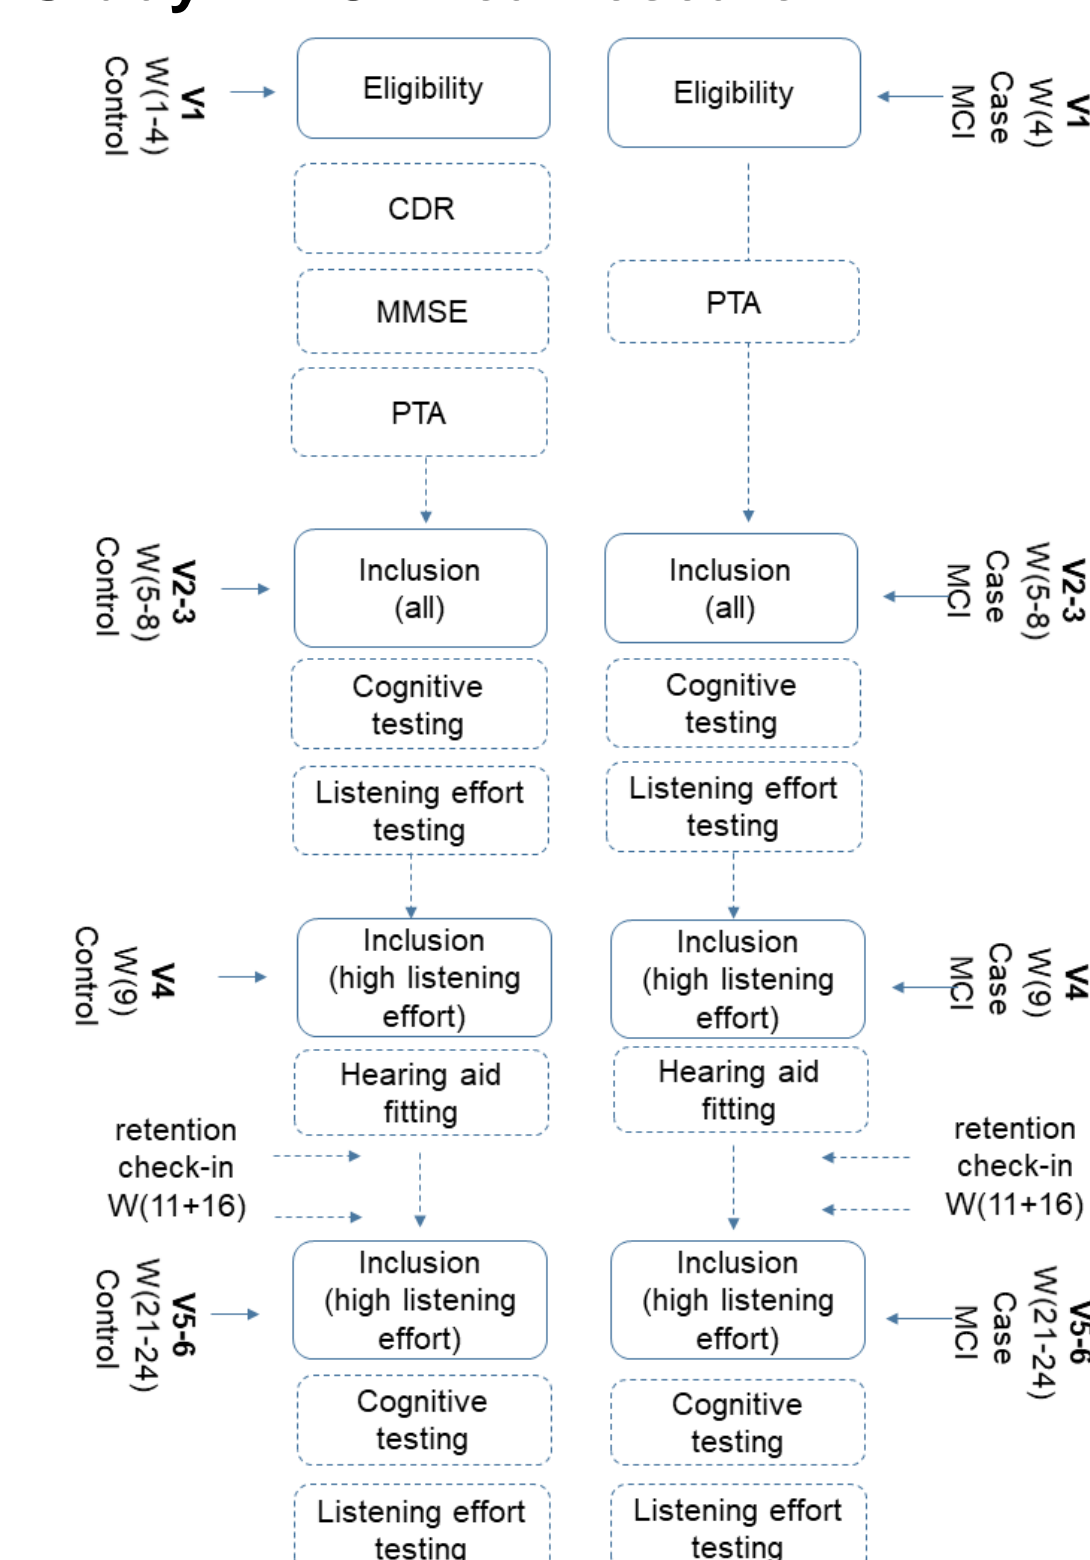 V1
W(1-4)
Control
Eligibility
Eligibility
V1
W(4)
Case
MCI
CDR
MMSE
PTA
PTA
V2-3
W(5-8)
Control
Inclusion
(all)
Inclusion
(all)
V2-3
W(5-8)
Case
MCI
Cognitive
testing
Cognitive
testing
Listening effort
testing
Listening effort
testing
V4
W(9)
Control
Inclusion
(high listening
effort)
Inclusion
(high listening
effort)
V4
W(9)
Case
MCI
Hearing aid
fitting
Hearing aid
fitting
retention
check-in
W(11+16)
retention
check-in
W(11+16)
V5-6
W(21-24)
Control
Inclusion
(high listening
effort)
Inclusion
(high listening
effort)
V5-6
W(21-24)
Case
MCI
Cognitive
testing
Cognitive
testing
Listening effort
testing
Listening effort
testing